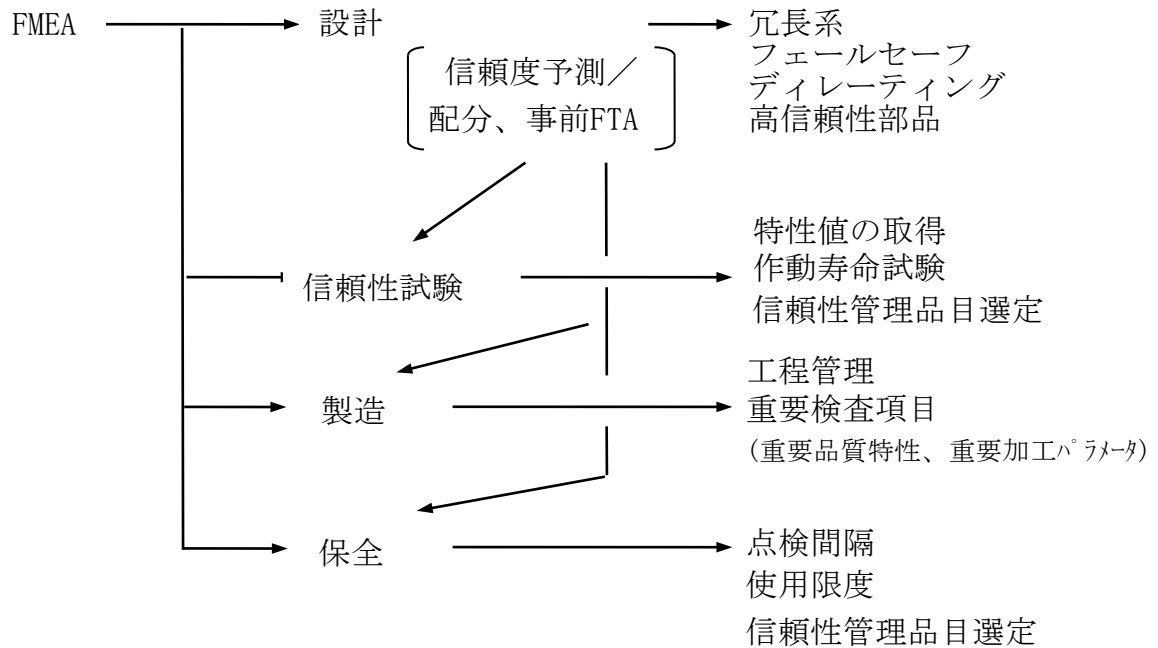 FMEA
設計
信頼度予測／
配分、事前FTA
冗長系
フェールセーフ
ディレーティング
高信頼性部品
信頼性試験
特性値の取得
作動寿命試験
信頼性管理品目選定
製造
工程管理
重要検査項目
(重要品質特性、重要加工ﾊﾟﾗﾒｰﾀ)
保全
点検間隔
使用限度
信頼性管理品目選定